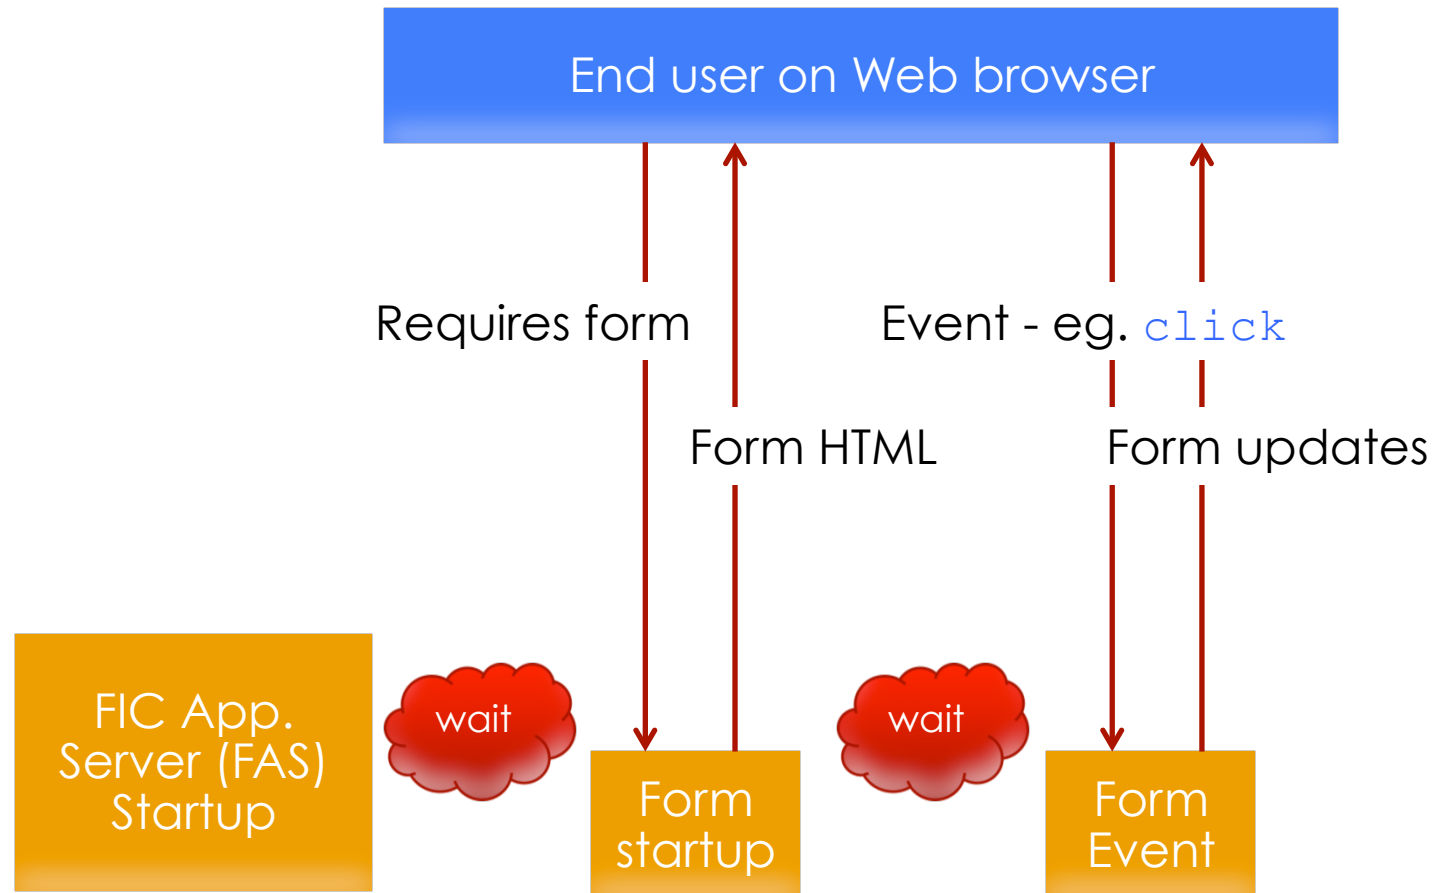 End user on Web browser
Requires form
Event - eg. click
Form HTML
Form updates
FIC App.
Server (FAS)
Startup
wait
Form
startup
wait
Form
Event